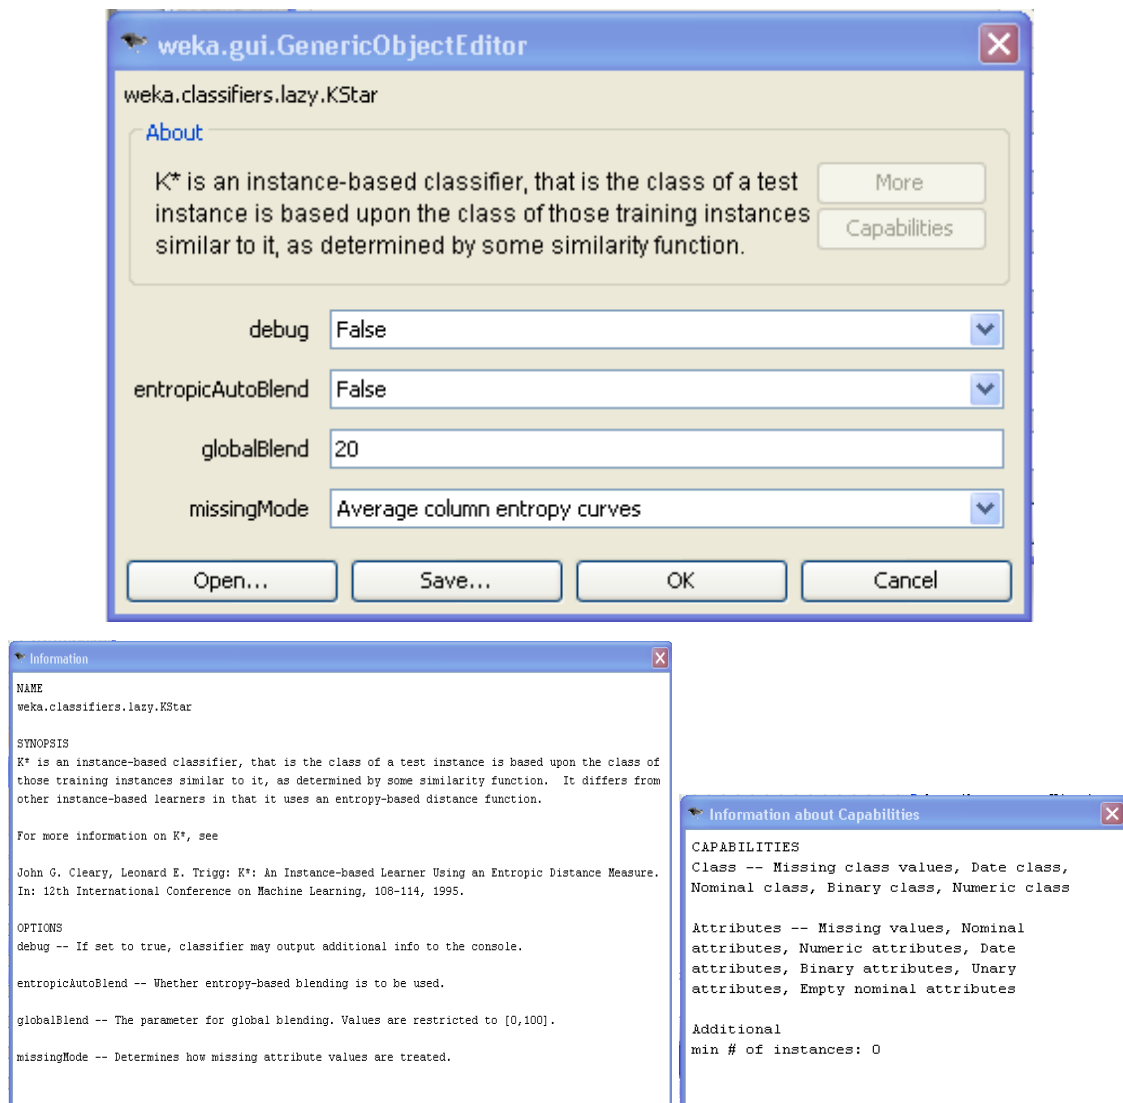 weka.gui.GenericObjectEditor
weka.classifiers.lazy.KStar
About
K* is an instance-based classifier, that is the class of a test
instance is based upon the class of those training instances
similar to it, as determined by some similarity function.
More
Capabilities
debug False
entropicAutoBlend False
globalBlend 20
missingMode Average column entropy curves
Open... Save... OK Cancel
Information
NAME
weka.classifiers.lazy.KStar
SYNOPSIS
K* is an instance-based classifier, that is the class of a test instance is based upon the class of
those training instances similar to it, as determined by some similarity function. It differs from
other instance-based learners in that it uses an entropy-based distance function.
For more information on K*, see
John G. Cleary, Leonard E. Trigg: K*: An Instance-based Learner Using an Entropic Distance Measure.
In: 12th International Conference on Machine Learning, 108-114, 1995.
OPTIONS
debug -- If set to true, classifier may output additional info to the console.
entropicAutoBlend -- Whether entropy-based blending is to be used.
globalBlend -- The parameter for global blending. Values are restricted to [0,100].
missingMode -- Determines how missing attribute values are treated.
Information about Capabilities
CAPABILITIES
Class -- Missing class values, Date class,
Nominal class, Binary class, Numeric class
Attributes -- Missing values, Nominal
attributes, Numeric attributes, Date
attributes, Binary attributes, Unary
attributes, Empty nominal attributes
Additional
min # of instances: 0